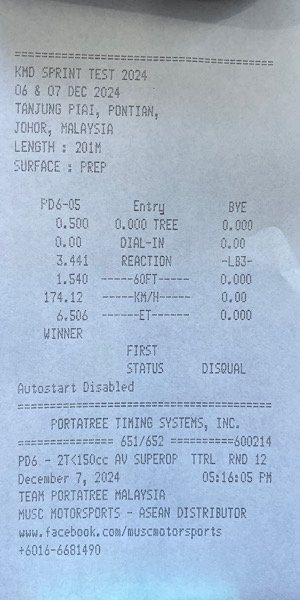 ==========================================
KMD SPRINT TEST 2024
06 & 07 DEC 2024
TANJUNG PIAI, PONTIAN,
JOHOR, MALAYSIA
LENGTH : 201M
SURFACE : PREP
PD6-05 Entry BYE
0.500 0.000 TREE 0.000
0.00 DIAL-IN 0.00
3.441 REACTION -LB3-
1.540 -----60FT----- 0.000
174.12 -----KM/H----- 0.00
6.506 ------ET------ 0.000
WINNER
FIRST
STATUS DISQUAL
Autostart Disabled
==========================================
PORTATREE TIMING SYSTEMS, INC.
=============== 651/652 ==========600214
PD6 - 2T<150cc AV SUPEROP TTRL RND 12
December 7, 2024 05:16:05 PM
TEAM PORTATREE MALAYSIA
MUSC MOTORSPORTS - ASEAN DISTRIBUTOR
www.facebook.com/muscmotorsports
+6016-6681490